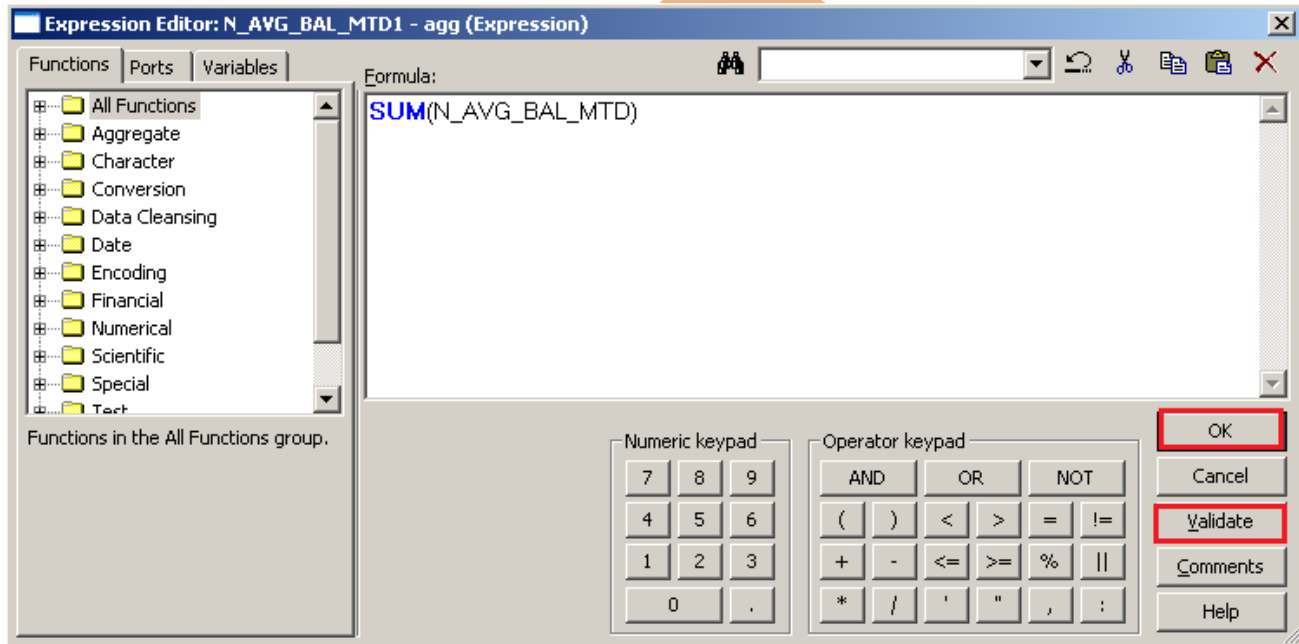 Expression Editor: N_AVG_BAL_MTD1 - agg (Expression)
Functions Ports Variables
Formula:
SUM(N_AVG_BAL_MTD)
All Functions
Aggregate
Character
Conversion
Data Cleansing
Date
Encoding
Financial
Numerical
Scientific
Special
Test
Functions in the All Functions group.
Numeric keypad
7 8 9
4 5 6
1 2 3
0 .
Operator keypad
AND OR NOT
( ) < > = !=
+ - <= >= % ||
* / ' " , :
OK
Cancel
Validate
Comments
Help